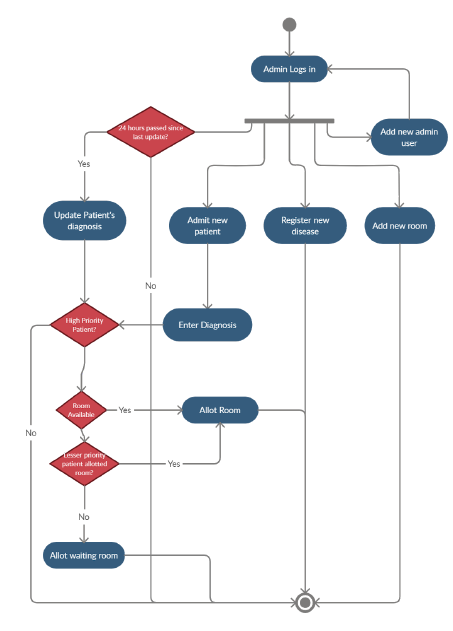 Admin Logs in
24 hours passed since
last update?
Add new admin
user
Yes
Update Patient's
diagnosis
Admit new
patient
Register new
disease
Add new room
No
High Priority
Patient?
Enter Diagnosis
Room
Available
Yes
Allot Room
No
Lesser priority
patient allotted
room?
Yes
No
Allot waiting room